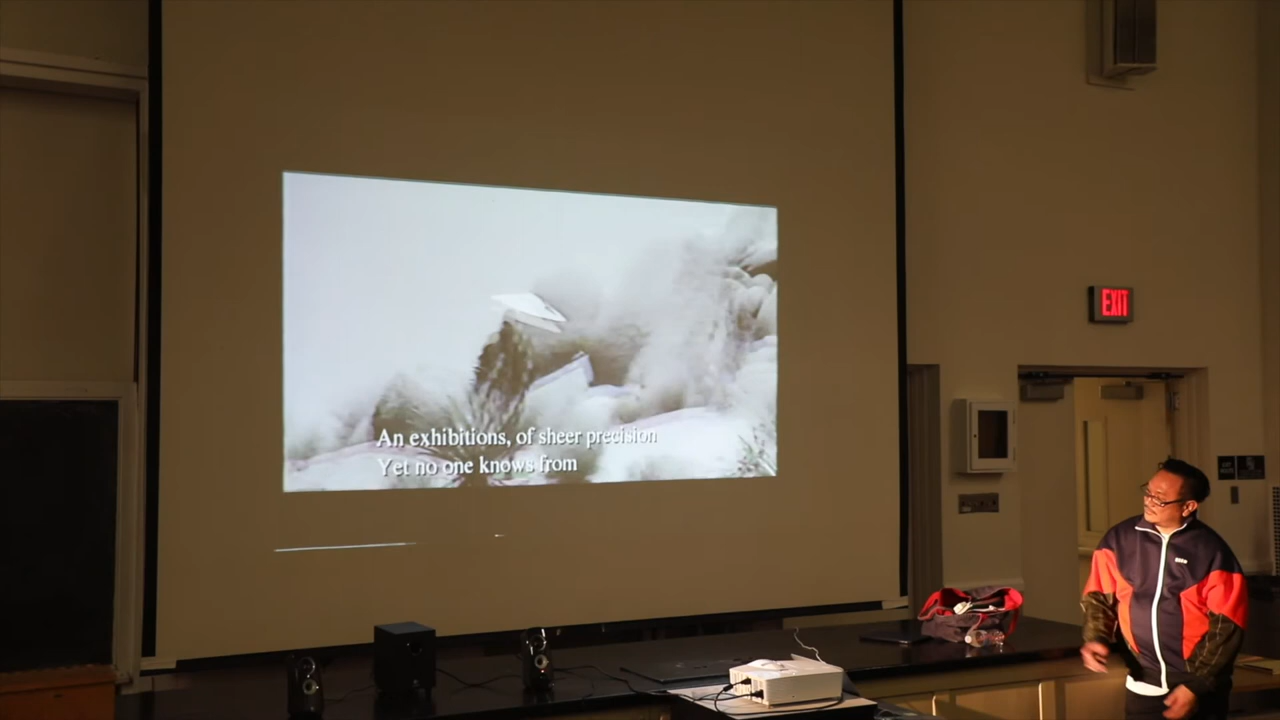 An exhibitions, of sheer precision
Yet no one knows from
EXIT